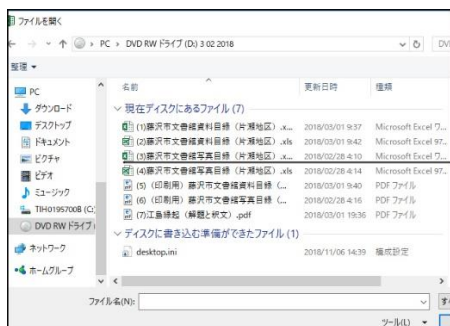 ファイルを開く
PC > DVD RW ドライブ (D:) 3 02 2018
DV
整理
名前 更新日時 種類
PC
ダウンロード
デスクトップ
ドキュメント
ピクチャ
ビデオ
ミュージック
TIH0195700B (C:)
DVD RW ドライブ (
ネットワーク
ホームグループ
現在ディスクにあるファイル (7)
(1)藤沢市文書館資料目録（片瀬地区）.x... 2018/03/01 9:37 Microsoft Excel ワ...
(2)藤沢市文書館資料目録（片瀬地区）.xls 2018/03/01 9:42 Microsoft Excel 97...
(3)藤沢市文書館写真目録（片瀬地区）.x... 2018/02/28 4:10 Microsoft Excel ワ...
(4)藤沢市文書館写真目録（片瀬地区）.xls 2018/02/28 4:14 Microsoft Excel 97...
(5)（印刷用）藤沢市文書館資料目録（... 2018/03/01 9:40 PDF ファイル
(6)（印刷用）藤沢市文書館写真目録（... 2018/02/28 4:16 PDF ファイル
(7)江島縁起（解題と釈文）.pdf 2018/03/01 19:36 PDF ファイル
ディスクに書き込む準備ができたファイル (1)
desktop.ini 2018/11/06 14:39 構成設定
ファイル名(N):
す
ツール(L)